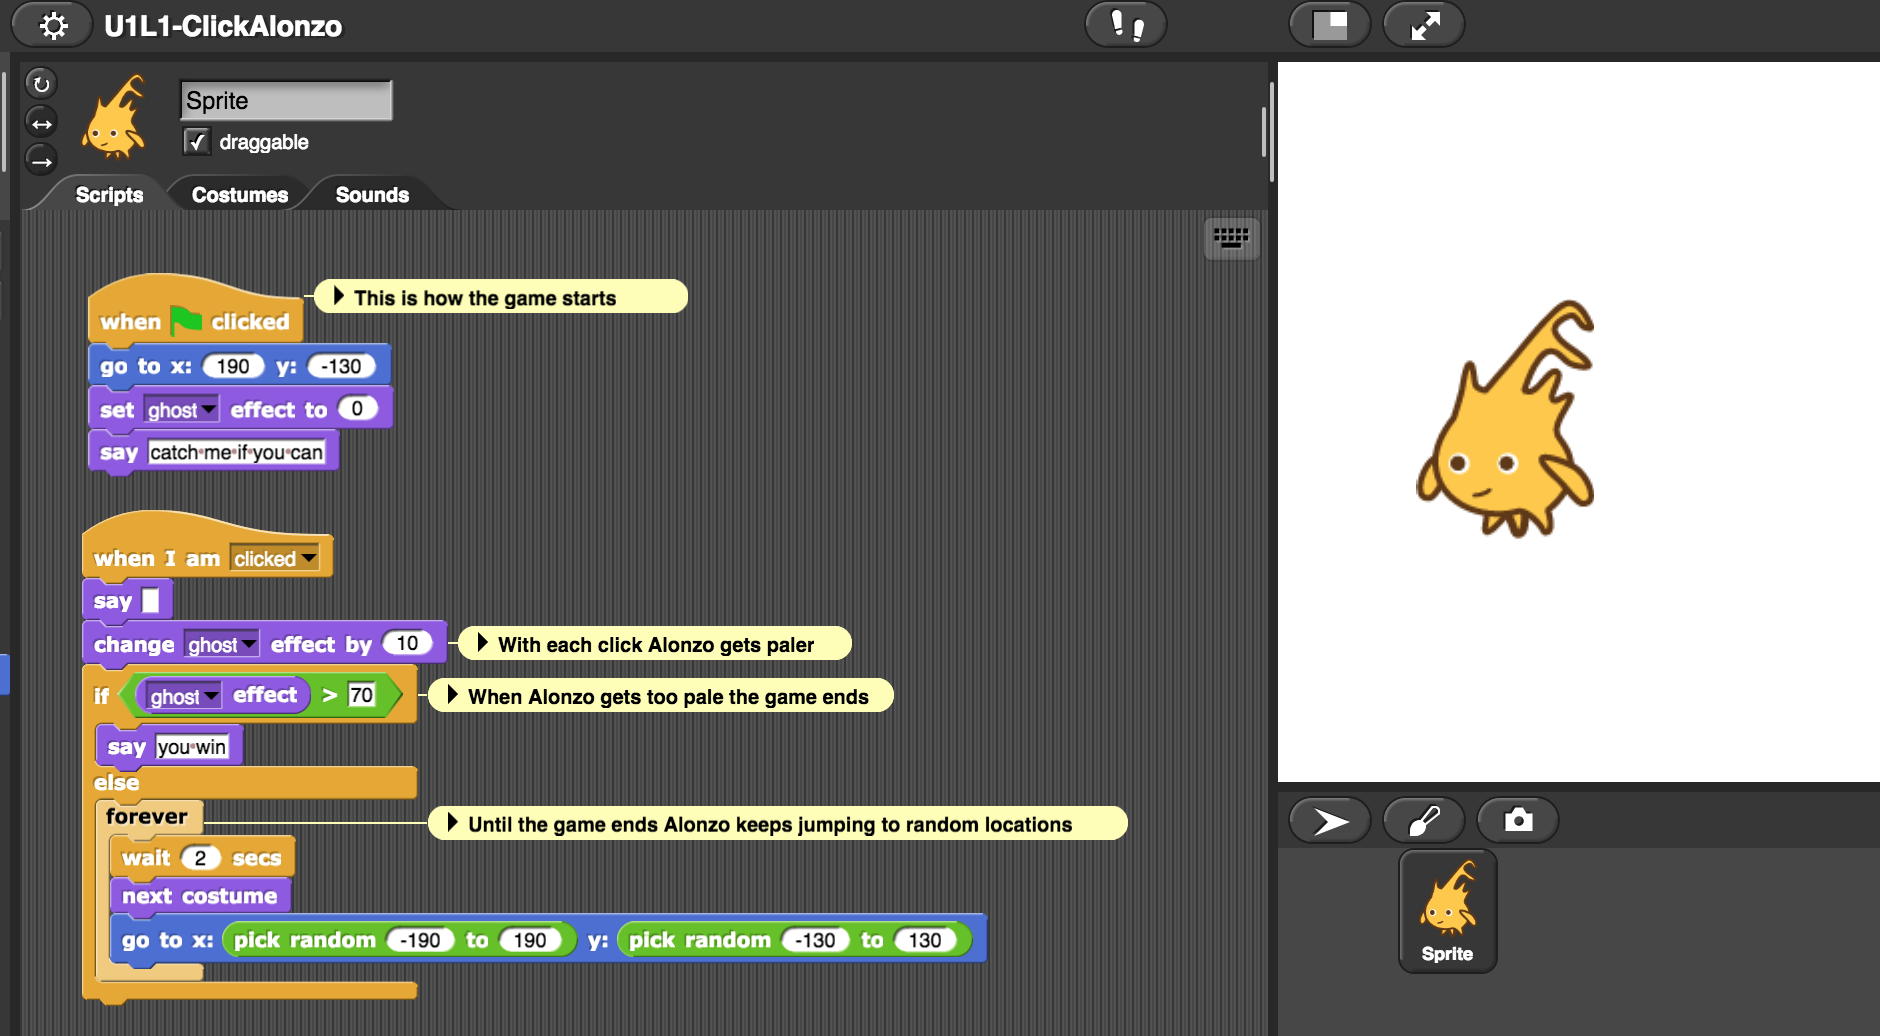 U1L1-ClickAlonzo
Sprite
draggable
Scripts Costumes Sounds
when clicked
This is how the game starts
go to x: 190 y: -130
set ghost effect to 0
say catch me if you can
when I am clicked
say
change ghost effect by 10
With each click Alonzo gets paler
if ghost effect > 70
When Alonzo gets too pale the game ends
say you win
else
forever
Until the game ends Alonzo keeps jumping to random locations
wait 2 secs
next costume
go to x: pick random -190 to 190 y: pick random -130 to 130
Sprite